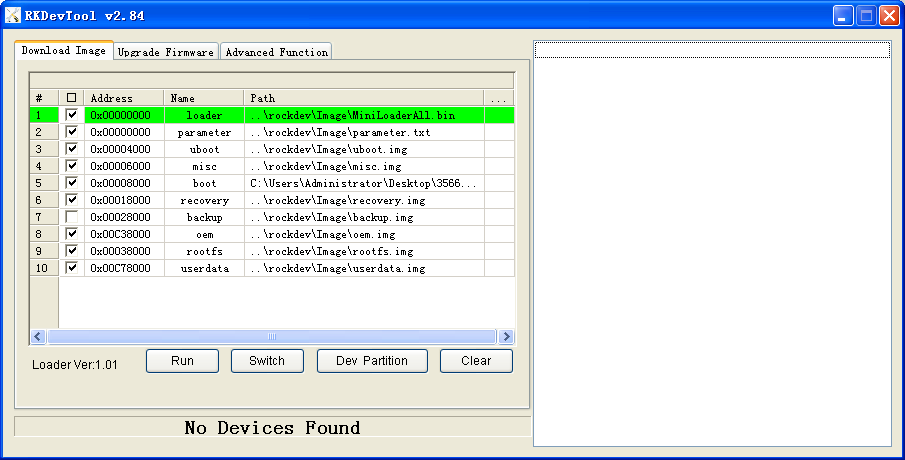 RKDevTool v2.84
Download Image Upgrade Firmware Advanced Function
# Address Name Path ...
1 0x00000000 loader ..\rockdev\Image\MiniLoaderAll.bin
2 0x00000000 parameter ..\rockdev\Image\parameter.txt
3 0x00004000 uboot ..\rockdev\Image\uboot.img
4 0x00006000 misc ..\rockdev\Image\misc.img
5 0x00008000 boot C:\Users\Administrator\Desktop\3566...
6 0x00018000 recovery ..\rockdev\Image\recovery.img
7 0x00028000 backup ..\rockdev\Image\backup.img
8 0x00C38000 oem ..\rockdev\Image\oem.img
9 0x00038000 rootfs ..\rockdev\Image\rootfs.img
10 0x00C78000 userdata ..\rockdev\Image\userdata.img
Loader Ver:1.01 Run Switch Dev Partition Clear
No Devices Found